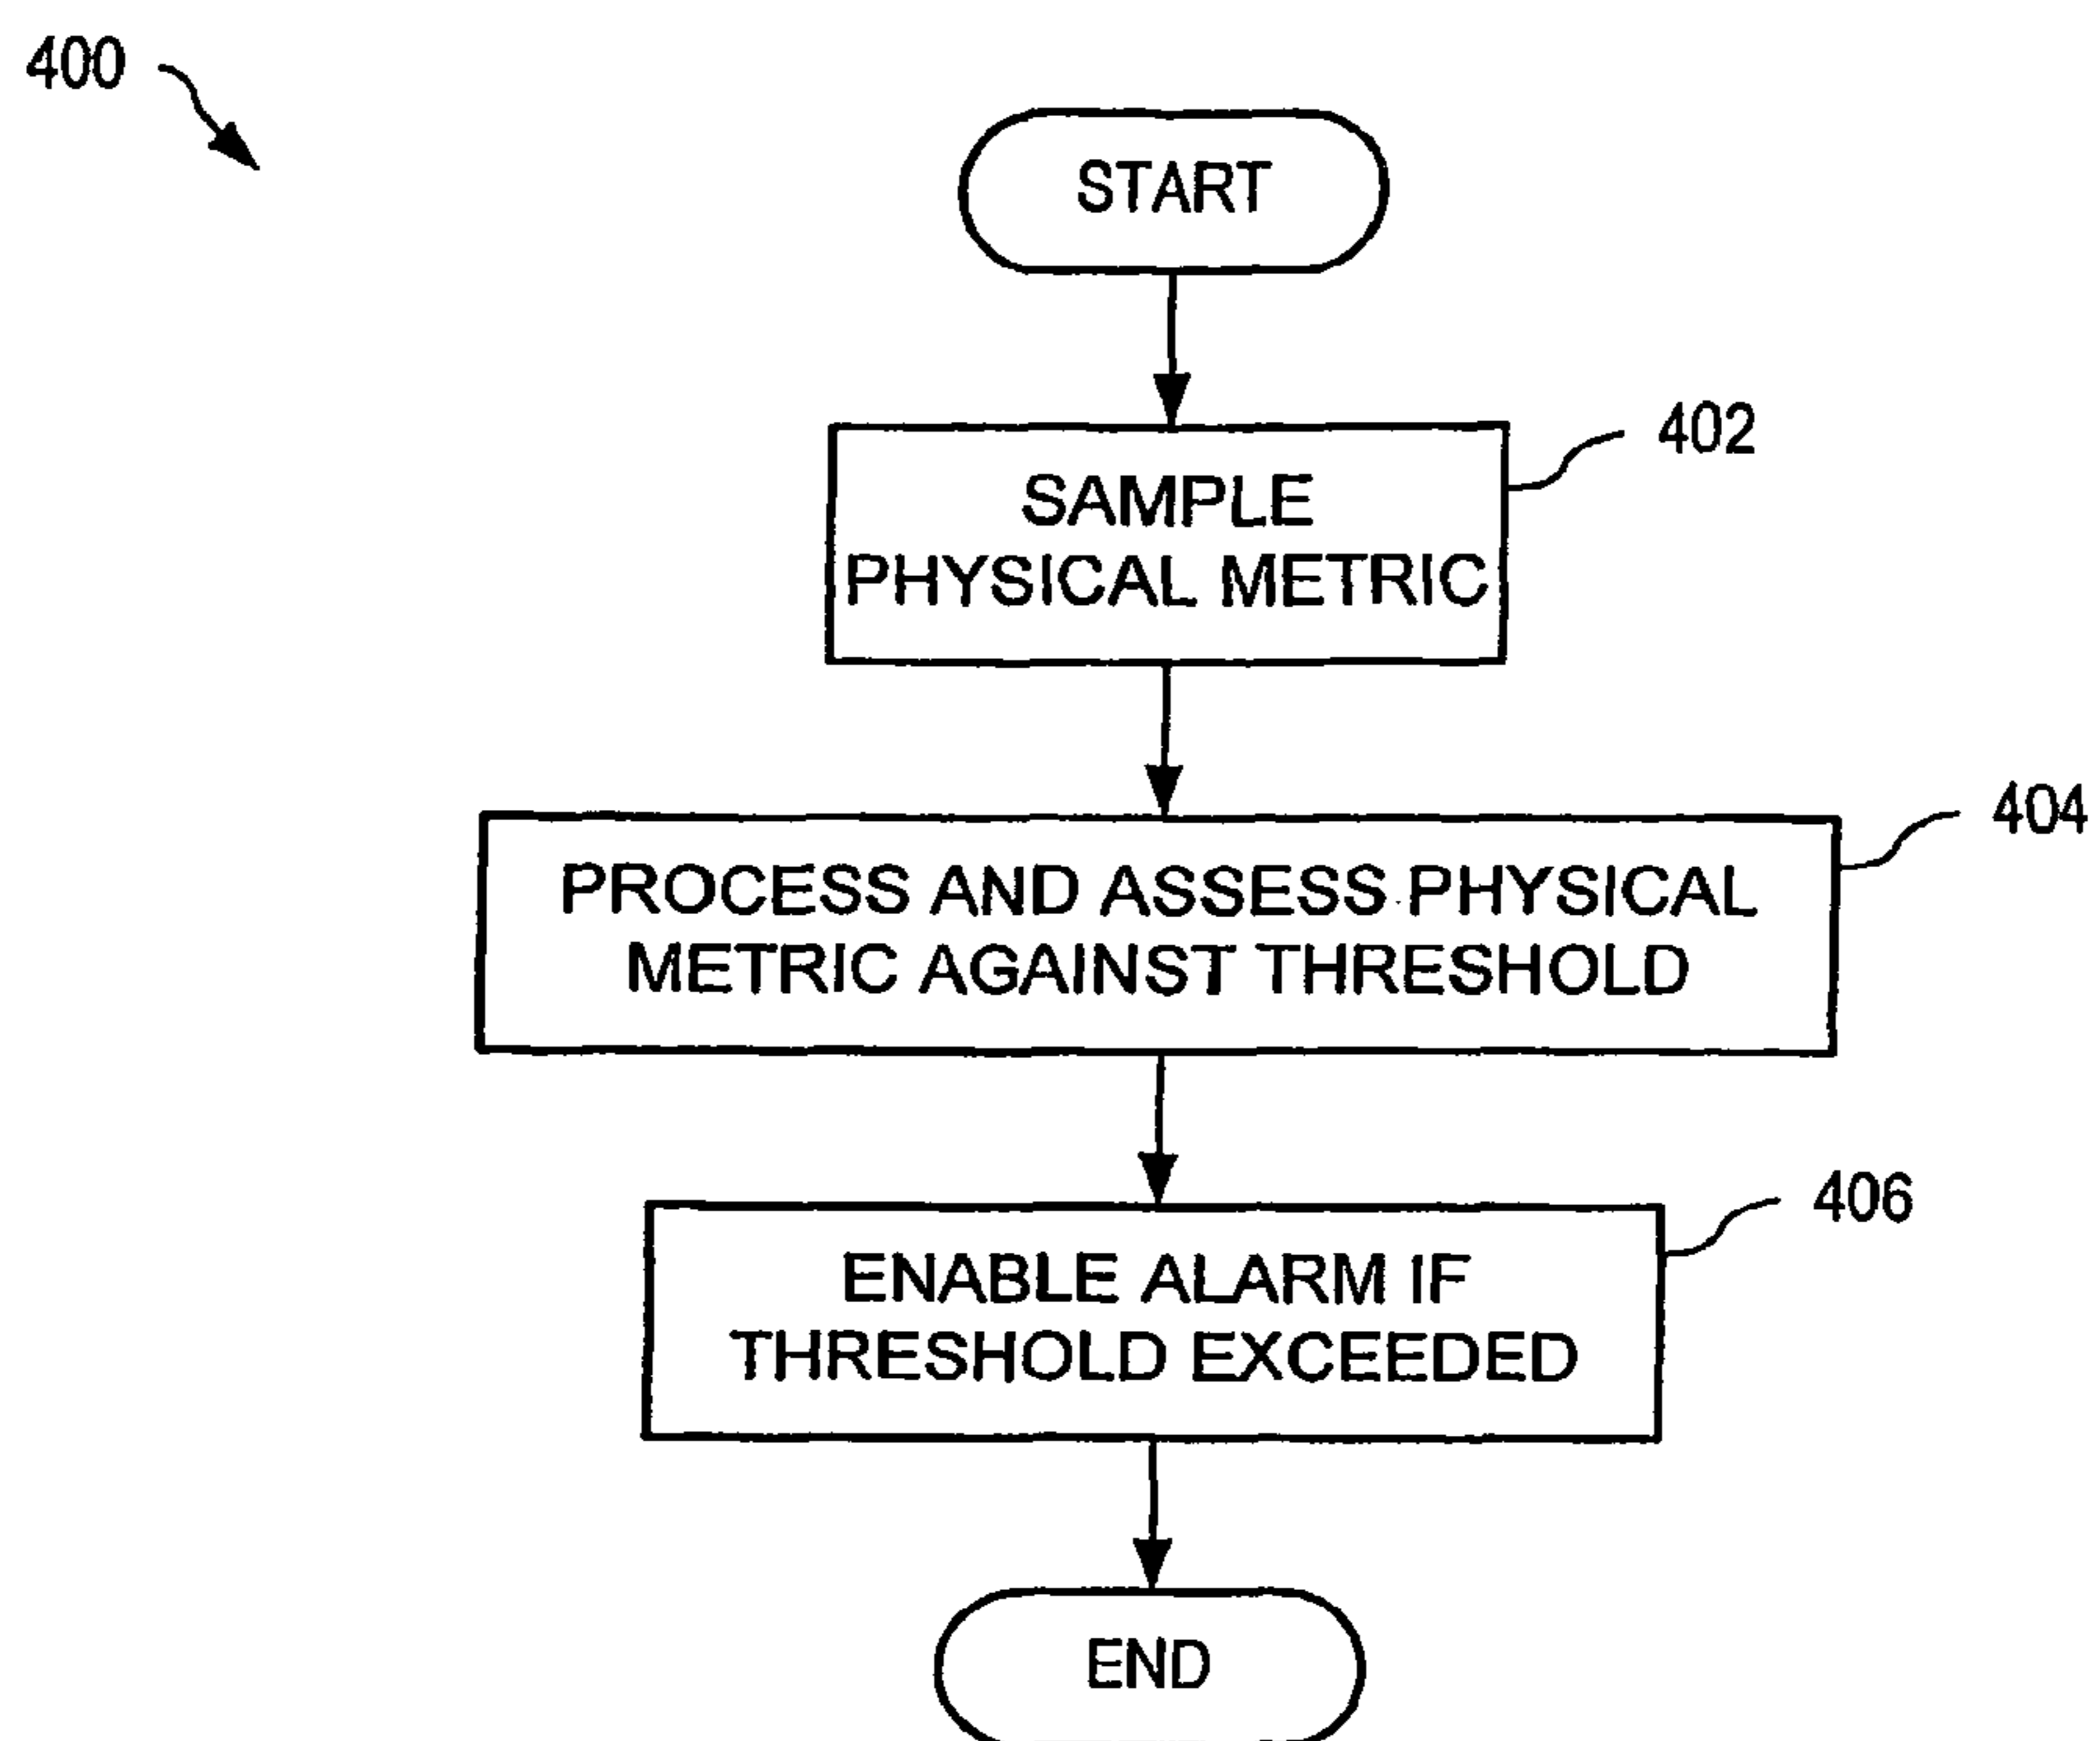 400
START
402
SAMPLE
PHYSICAL METRIC
404
PROCESS AND ASSESS PHYSICAL
METRIC AGAINST THRESHOLD
406
ENABLE ALARM IF
THRESHOLD EXCEEDED
END